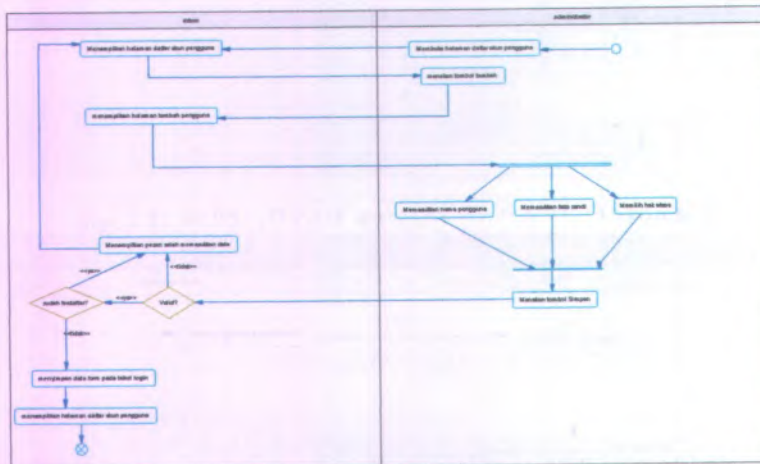 sistem
administrator
Menampilkan halaman daftar akun pengguna
Membuka halaman daftar akun pengguna
menekan tombol tambah
menampilkan halaman tambah pengguna
Memasukkan nama pengguna
Memasukkan kata sandi
Memilih hak akses
Menampilkan pesan salah memasukkan data
<<ya>>
<<tidak>>
sudah terdaftar?
<<ya>>
Valid?
Menekan tombol Simpan
<<tidak>>
menyimpan data baru pada tabel login
menampilkan halaman daftar akun pengguna